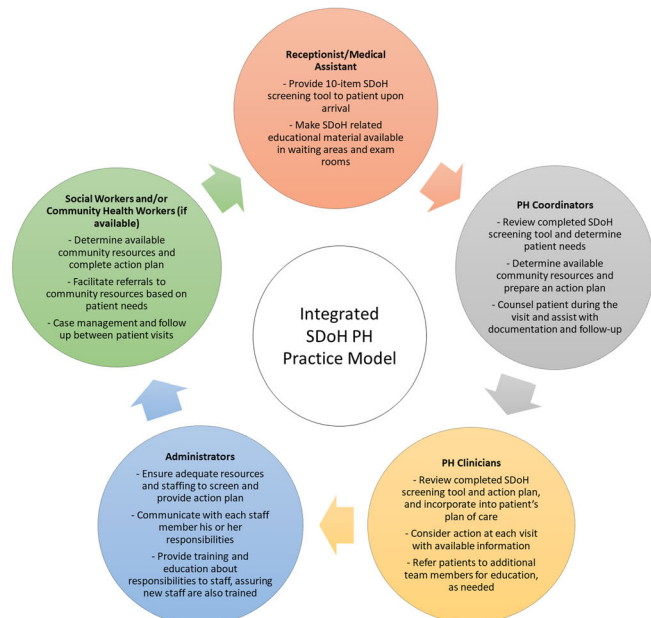 Receptionist/Medical
Assistant
- Provide 10-item SDoH
screening tool to patient upon
arrival
- Make SDoH related
educational material available
in waiting areas and exam
rooms
PH Coordinators
- Review completed SDoH
screening tool and determine
patient needs
- Determine available
community resources and
prepare an action plan
- Counsel patient during the
visit and assist with
documentation and follow-up
PH Clinicians
- Review completed SDoH
screening tool and action plan,
and incorporate into patient's
plan of care
- Consider action at each visit
with available information
- Refer patients to additional
team members for education,
as needed
Administrators
- Ensure adequate resources
and staffing to screen and
provide action plan
- Communicate with each staff
member his or her
responsibilities
- Provide training and
education about
responsibilities to staff, assuring
new staff are also trained
Social Workers and/or
Community Health Workers (if
available)
- Determine available
community resources and
complete action plan
- Facilitate referrals to
community resources based on
patient needs
- Case management and follow
up between patient visits
Integrated
SDoH PH
Practice Model